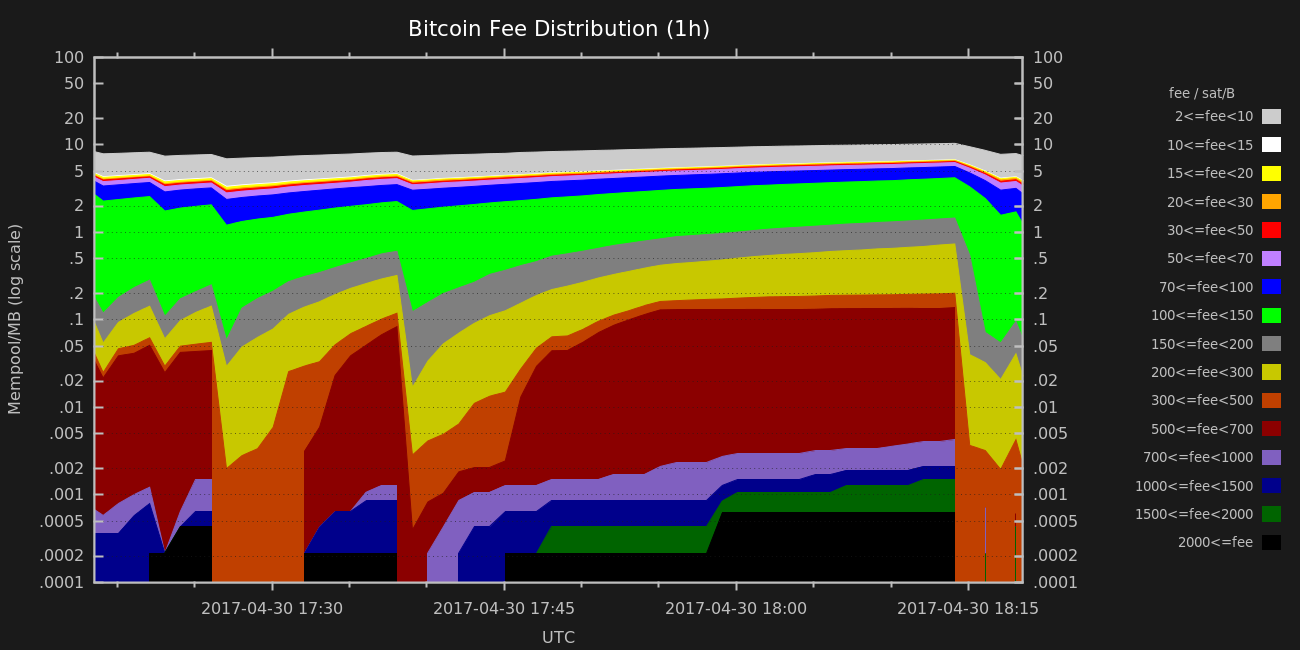 Bitcoin Fee Distribution (1h)
100 100
50 50
20 20
10 10
5 5
2 2
1 1
.5 .5
.2 .2
.1 .1
.05 .05
.02 .02
.01 .01
.005 .005
.002 .002
.001 .001
.0005 .0005
.0002 .0002
.0001 .0001
Mempool/MB (log scale)
2017-04-30 17:30 2017-04-30 17:45 2017-04-30 18:00 2017-04-30 18:15
UTC
fee / sat/B
2<=fee<10
10<=fee<15
15<=fee<20
20<=fee<30
30<=fee<50
50<=fee<70
70<=fee<100
100<=fee<150
150<=fee<200
200<=fee<300
300<=fee<500
500<=fee<700
700<=fee<1000
1000<=fee<1500
1500<=fee<2000
2000<=fee